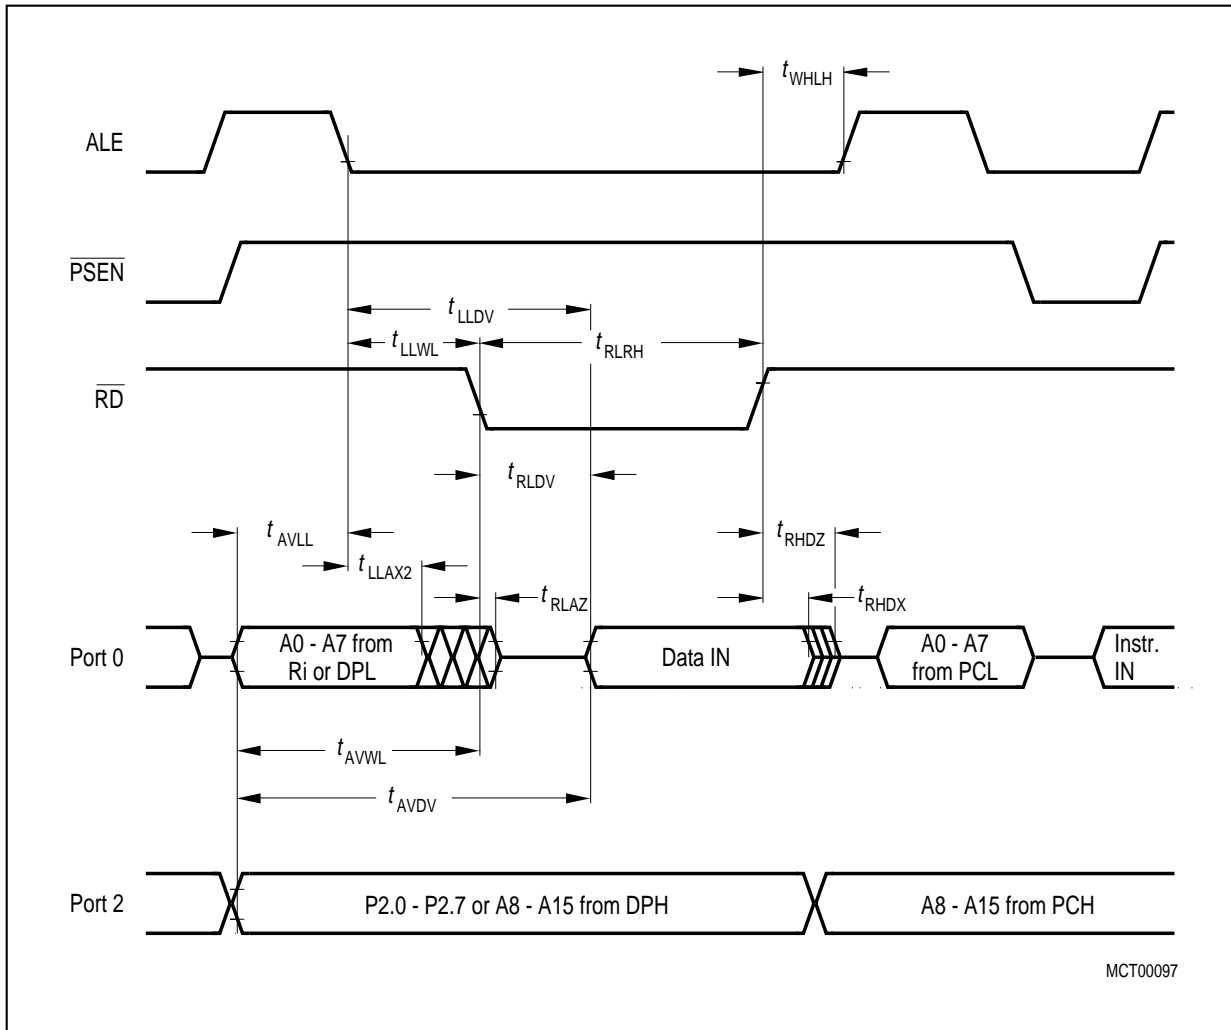 t WHLH
ALE
PSEN
t LLDV
t LLWL
t RLRH
RD
t RLDV
t AVLL
t RHDZ
t LLAX2
t RLAZ
t RHDX
Port 0
A0 - A7 from
Ri or DPL
Data IN
A0 - A7
from PCL
Instr.
IN
t AVWL
t AVDV
Port 2
P2.0 - P2.7 or A8 - A15 from DPH
A8 - A15 from PCH
MCT00097